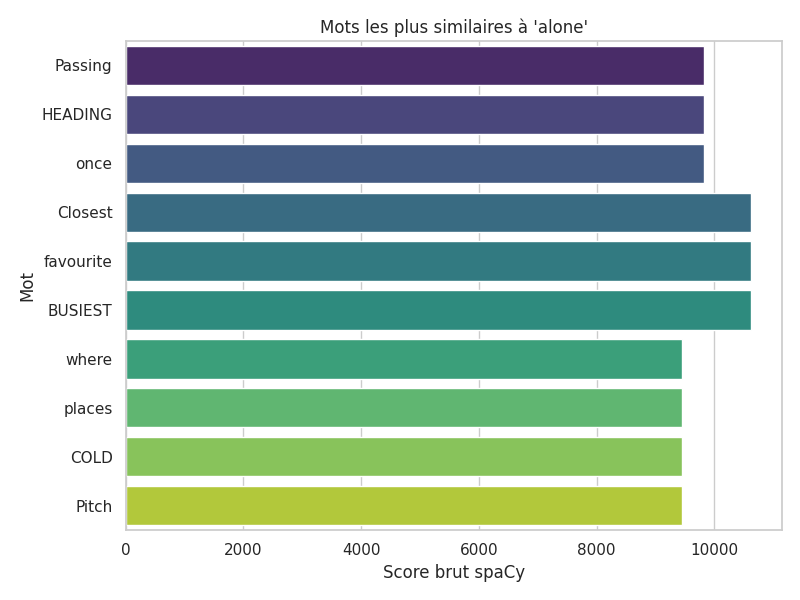 Mots les plus similaires à 'alone'
Passing
HEADING
once
Closest
favourite
BUSIEST
where
places
COLD
Pitch
Mot
0 2000 4000 6000 8000 10000
Score brut spaCy